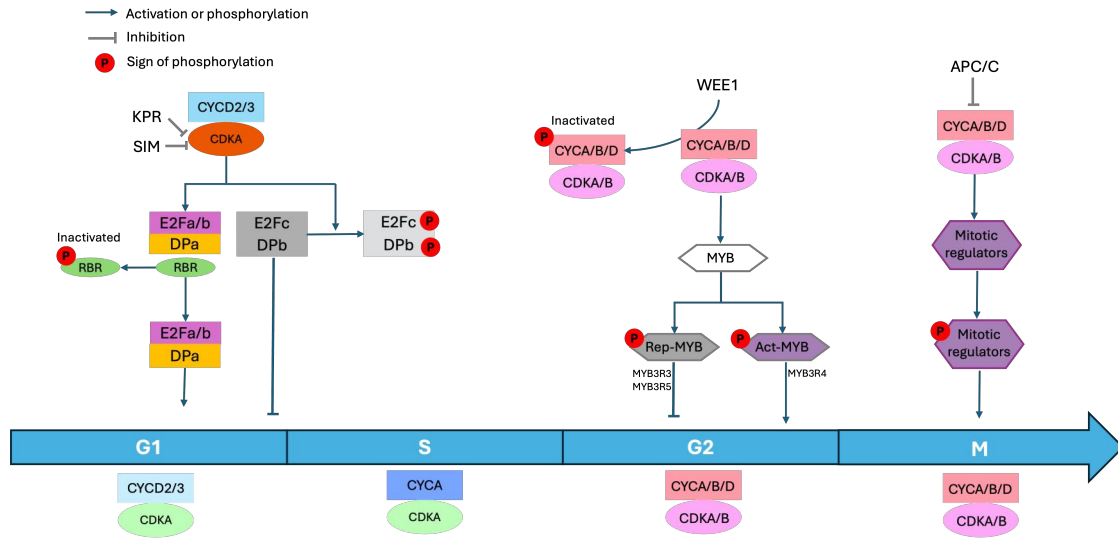 Activation or phosphorylation
Inhibition
P Sign of phosphorylation
CYCD2/3
CDKA
KPR
SIM
E2Fa/b
DPa
RBR
Inactivated
P
RBR
E2Fc
DPb
E2Fc P
DPb P
E2Fa/b
DPa
WEE1
Inactivated
P
CYCA/B/D
CDKA/B
CYCA/B/D
CDKA/B
MYB
P
Rep-MYB
MYB3R3
MYB3R5
P
Act-MYB
MYB3R4
APC/C
CYCA/B/D
CDKA/B
Mitotic
regulators
P
Mitotic
regulators
G1
S
G2
M
CYCD2/3
CDKA
CYCA
CDKA
CYCA/B/D
CDKA/B
CYCA/B/D
CDKA/B